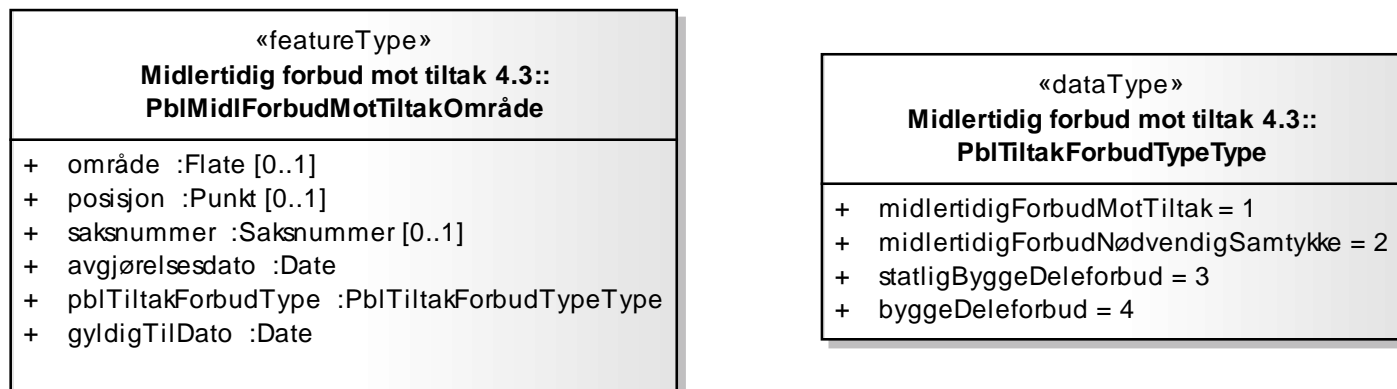 «featureType»
Midlertidig forbud mot tiltak 4.3::
PblMidlForbudMotTiltakOmråde
+ område :Flate [0..1]
+ posisjon :Punkt [0..1]
+ saksnummer :Saksnummer [0..1]
+ avgjørelsesdato :Date
+ pblTiltakForbudType :PblTiltakForbudTypeType
+ gyldigTilDato :Date
«dataType»
Midlertidig forbud mot tiltak 4.3::
PblTiltakForbudTypeType
+ midlertidigForbudMotTiltak = 1
+ midlertidigForbudNødvendigSamtykke = 2
+ statligByggeDeleforbud = 3
+ byggeDeleforbud = 4